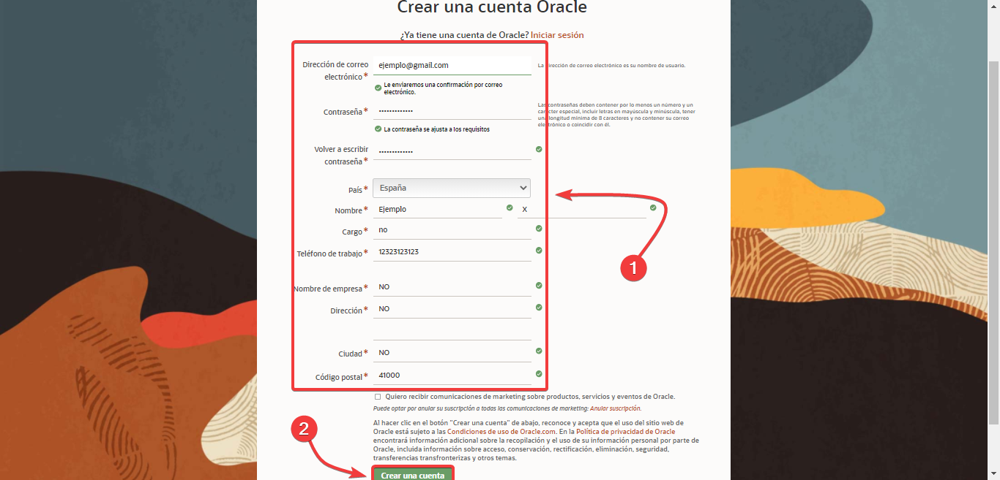 Crear una cuenta Oracle
¿Ya tiene una cuenta de Oracle? Iniciar sesión
Dirección de correo
electrónico *
ejemplo@gmail.com
La dirección de correo electrónico es su nombre de usuario.
Le enviaremos una confirmación por correo
electrónico.
Contraseña *
•••••••••••••
Las contraseñas deben contener por lo menos un número y un
carácter especial, incluir letras en mayúscula y minúscula, tener
una longitud mínima de 8 caracteres y no contener su correo
electrónico o coincidir con él.
La contraseña se ajusta a los requisitos
Volver a escribir
contraseña *
•••••••••••••
País * España
Nombre * Ejemplo X
Cargo * no
Teléfono de trabajo * 12323123123
1
Nombre de empresa * NO
Dirección * NO
Ciudad * NO
Código postal * 41000
Quiero recibir comunicaciones de marketing sobre productos, servicios y eventos de Oracle.
Puede optar por anular su suscripción a todas las comunicaciones de marketing: Anular suscripción.
Al hacer clic en el botón "Crear una cuenta" de abajo, reconoce y acepta que el uso del sitio web de
Oracle está sujeto a las Condiciones de uso de Oracle.com. En la Política de privacidad de Oracle
encontrará información adicional sobre la recopilación y el uso de su información personal por parte de
Oracle, incluida información sobre acceso, conservación, rectificación, eliminación, seguridad,
transferencias transfronterizas y otros temas.
2
Crear una cuenta